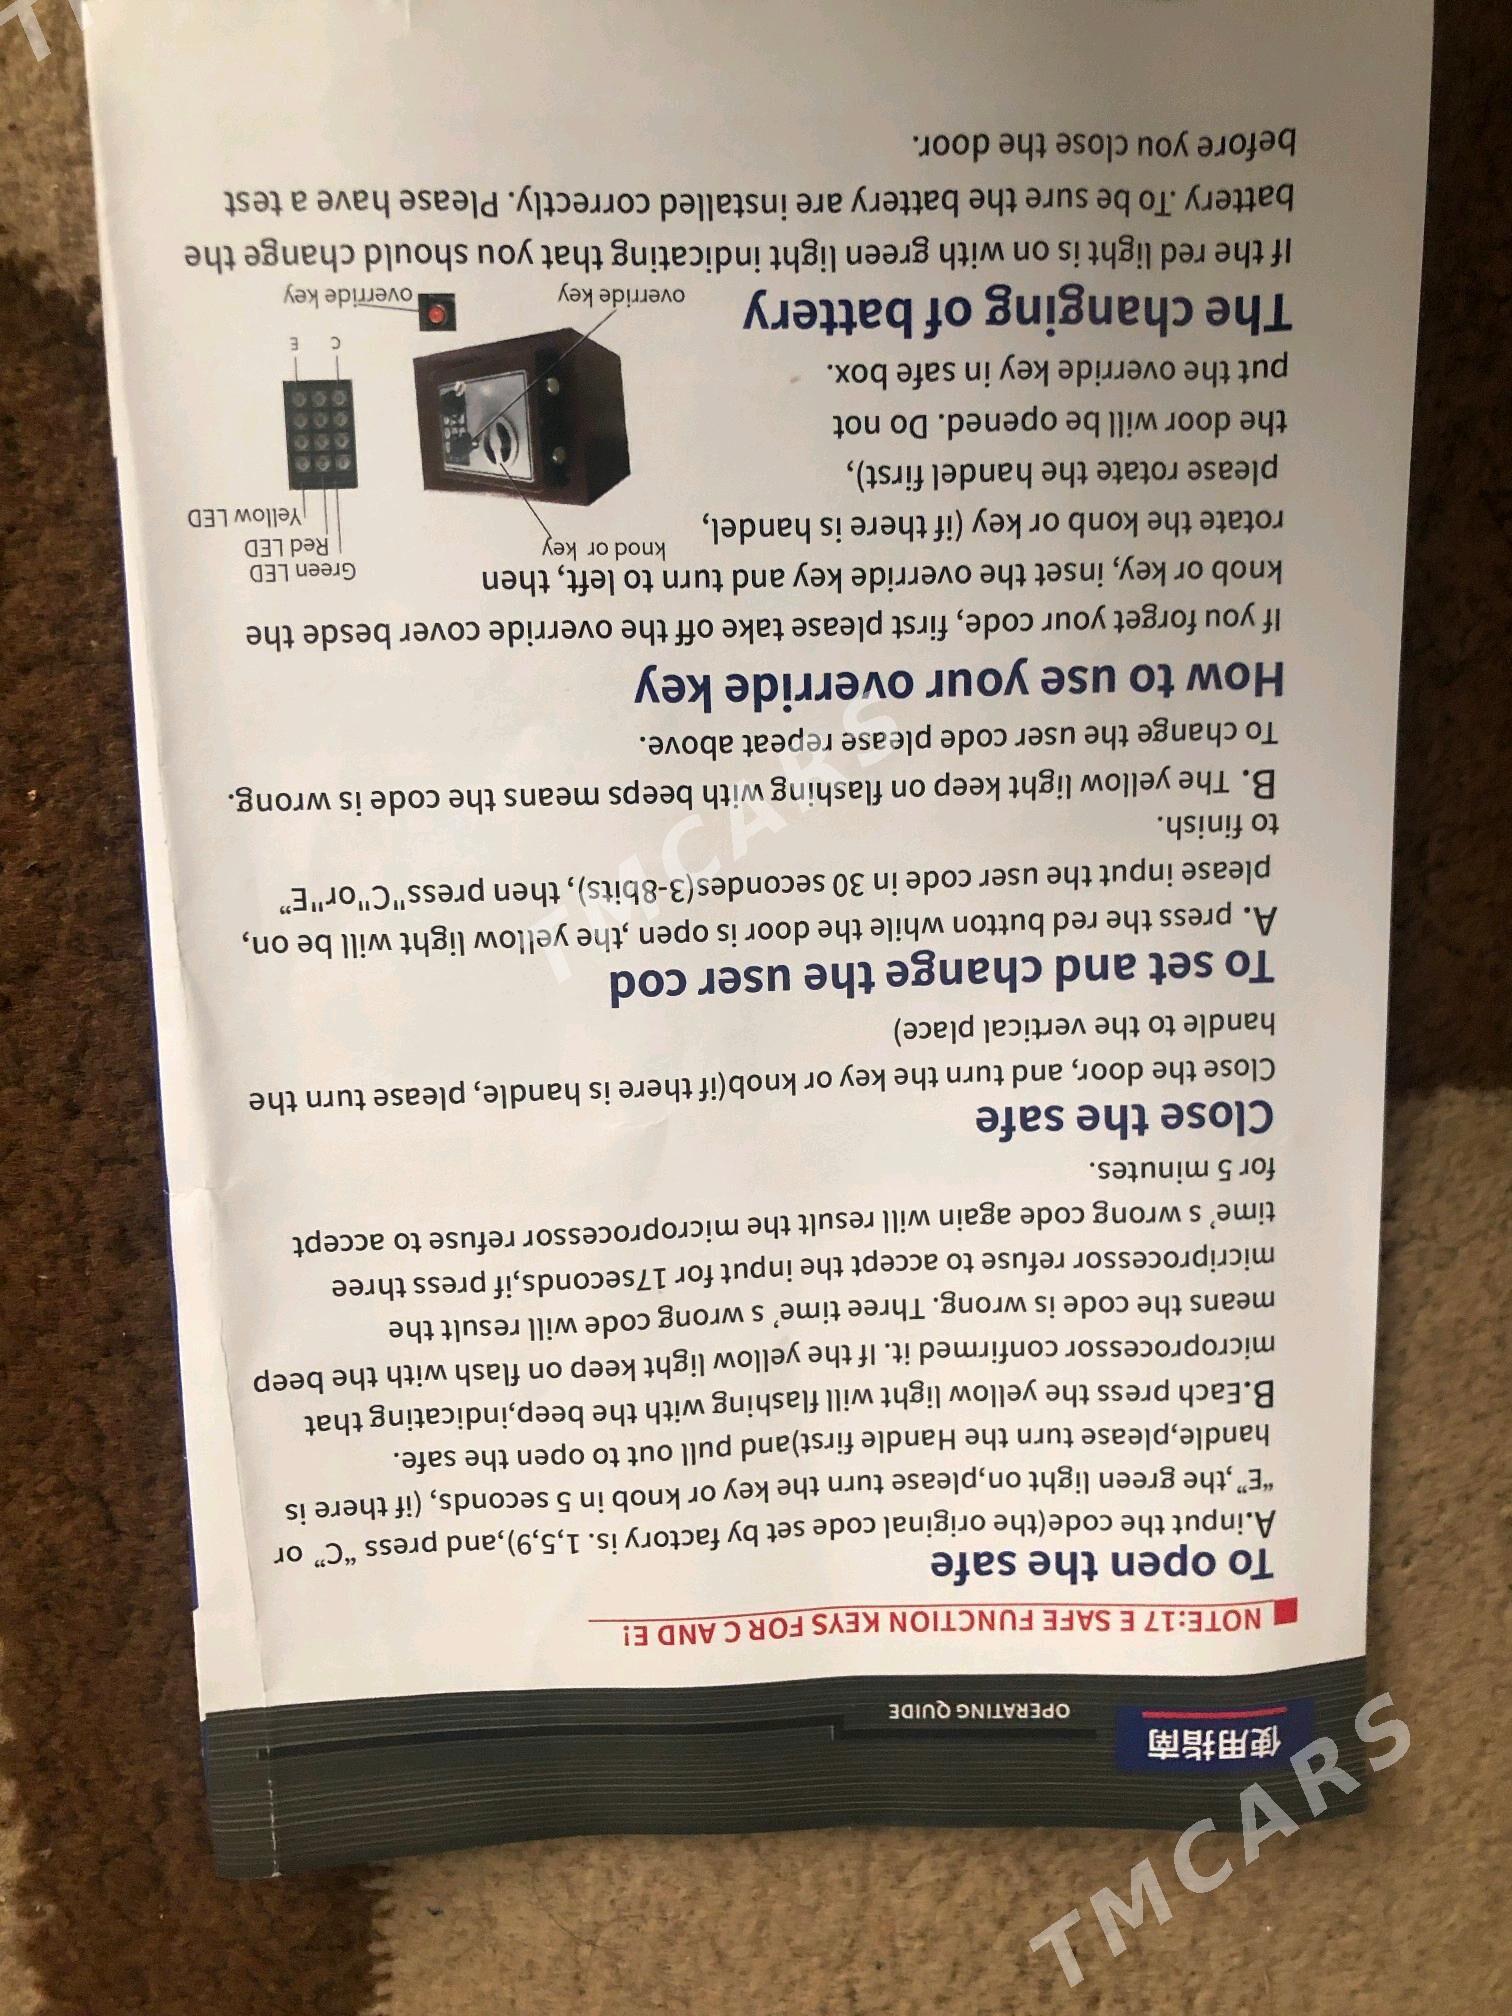 使用指南
OPERATING QUIDE
NOTE:17 E SAFE FUNCTION KEYS FOR C AND E!
To open the safe
A.input the code(the original code set by factory is. 1,5,9),and press “C” or
“E”,the green light on,please turn the key or knob in 5 seconds, (if there is
handle,please turn the Handle first)and pull out to open the safe.
B.Each press the yellow light will flashing with the beep,indicating that
microprocessor confirmed it. If the yellow light keep on flash with the beep
means the code is wrong. Three time’ s wrong code will result the
micriprocessor refuse to accept the input for 17seconds,if press three
time’ s wrong code again will result the microprocessor refuse to accept
for 5 minutes.
Close the safe
Close the door, and turn the key or knob(if there is handle, please turn the
handle to the vertical place)
To set and change the user cod
A. press the red button while the door is open ,the yellow light will be on,
please input the user code in 30 secondes(3-8bits), then press"C"or"E”
to finish.
B. The yellow light keep on flashing with beeps means the code is wrong.
To change the user code please repeat above.
How to use your override key
If you forget your code, first please take off the override cover besde the
knob or key, inset the override key and turn to left, then
rotate the konb or key (if there is handel,
please rotate the handel first),
the door will be opened. Do not
put the override key in safe box.
knod or key
override key
override key
Green LED
Red LED
Yellow LED
C E
The changing of battery
If the red light is on with green light indicating that you should change the
battery .To be sure the battery are installed correctly. Please have a test
before you close the door.
TMCARS
TMCARS